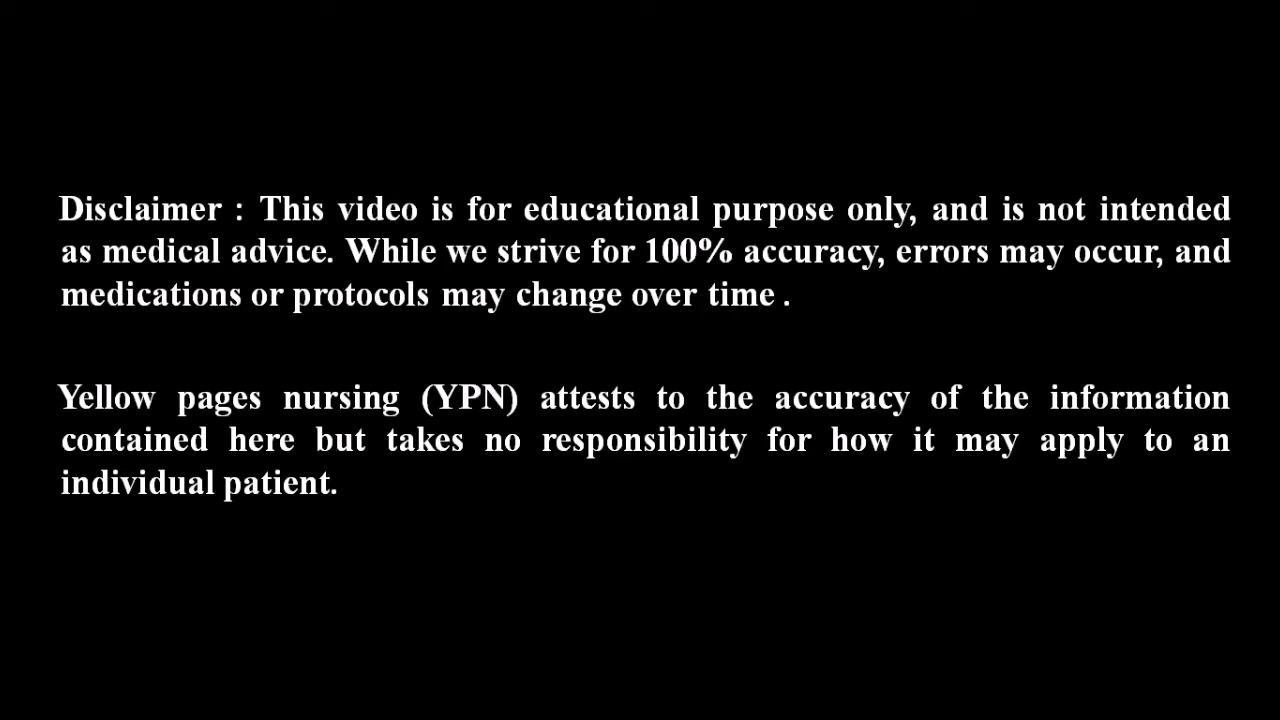 Disclaimer : This video is for educational purpose only, and is not intended
as medical advice. While we strive for 100% accuracy, errors may occur, and
medications or protocols may change over time .
Yellow pages nursing (YPN) attests to the accuracy of the information
contained here but takes no responsibility for how it may apply to an
individual patient.